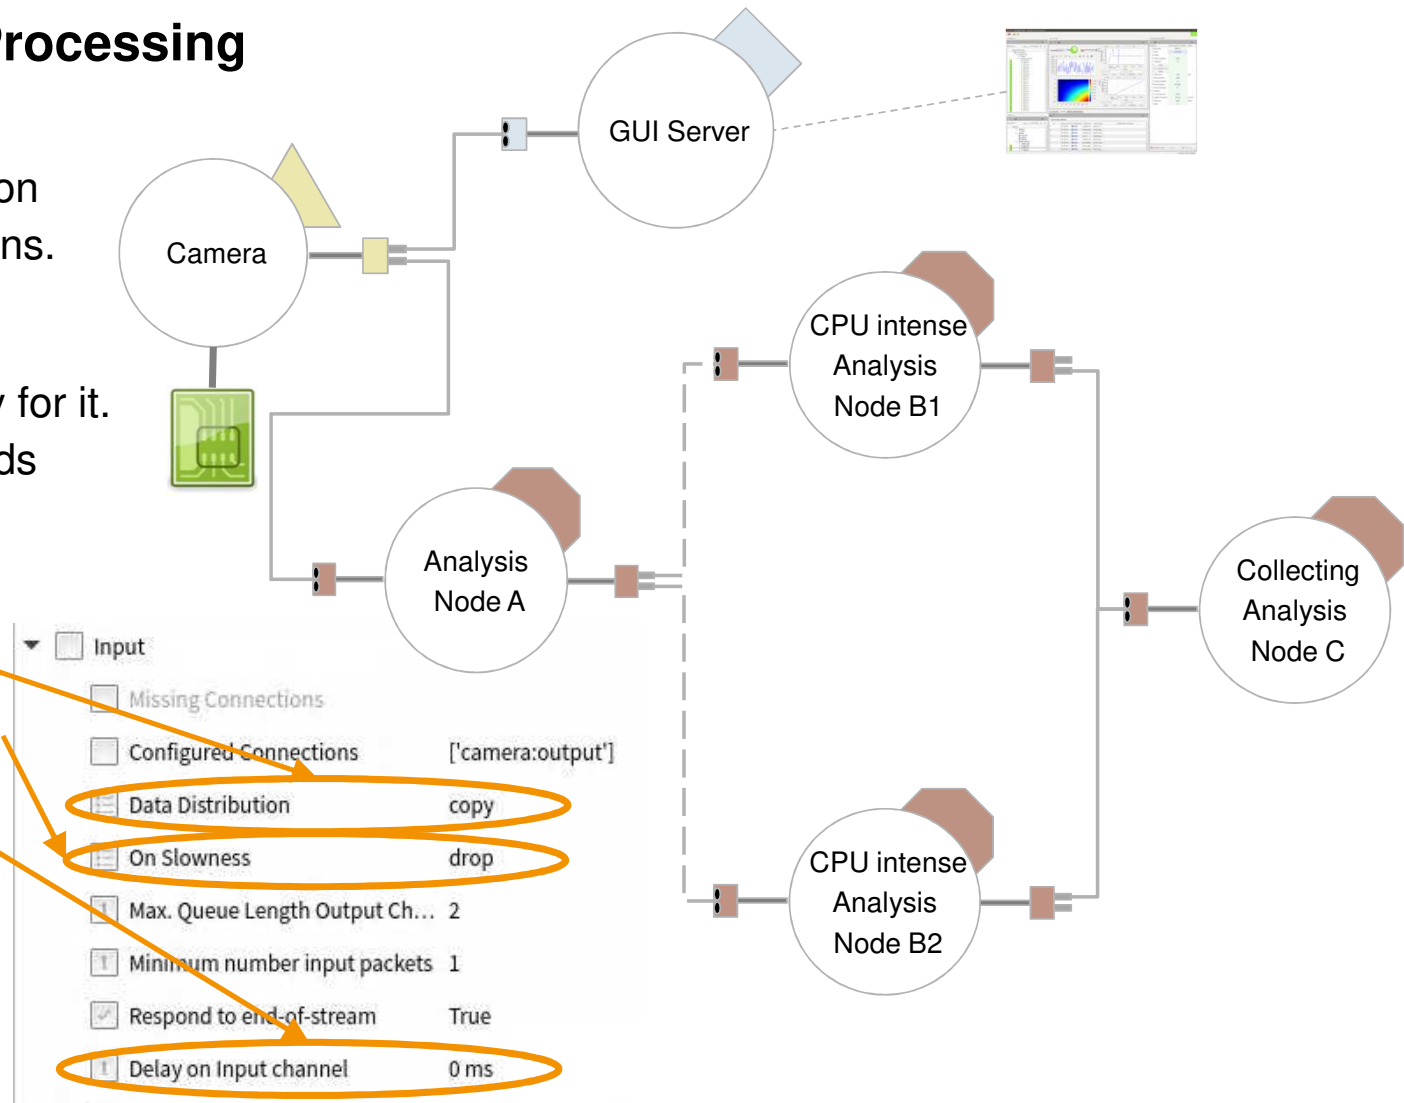 rocessing
on
ns.
for it.
ds
Camera
GUI Server
CPU intense
Analysis
Node B1
Analysis
Node A
Collecting
Analysis
Node C
CPU intense
Analysis
Node B2
Input
Missing Connections
Configured Connections ['camera:output']
Data Distribution copy
On Slowness drop
Max. Queue Length Output Ch... 2
Minimum number input packets 1
Respond to end-of-stream True
Delay on Input channel 0 ms